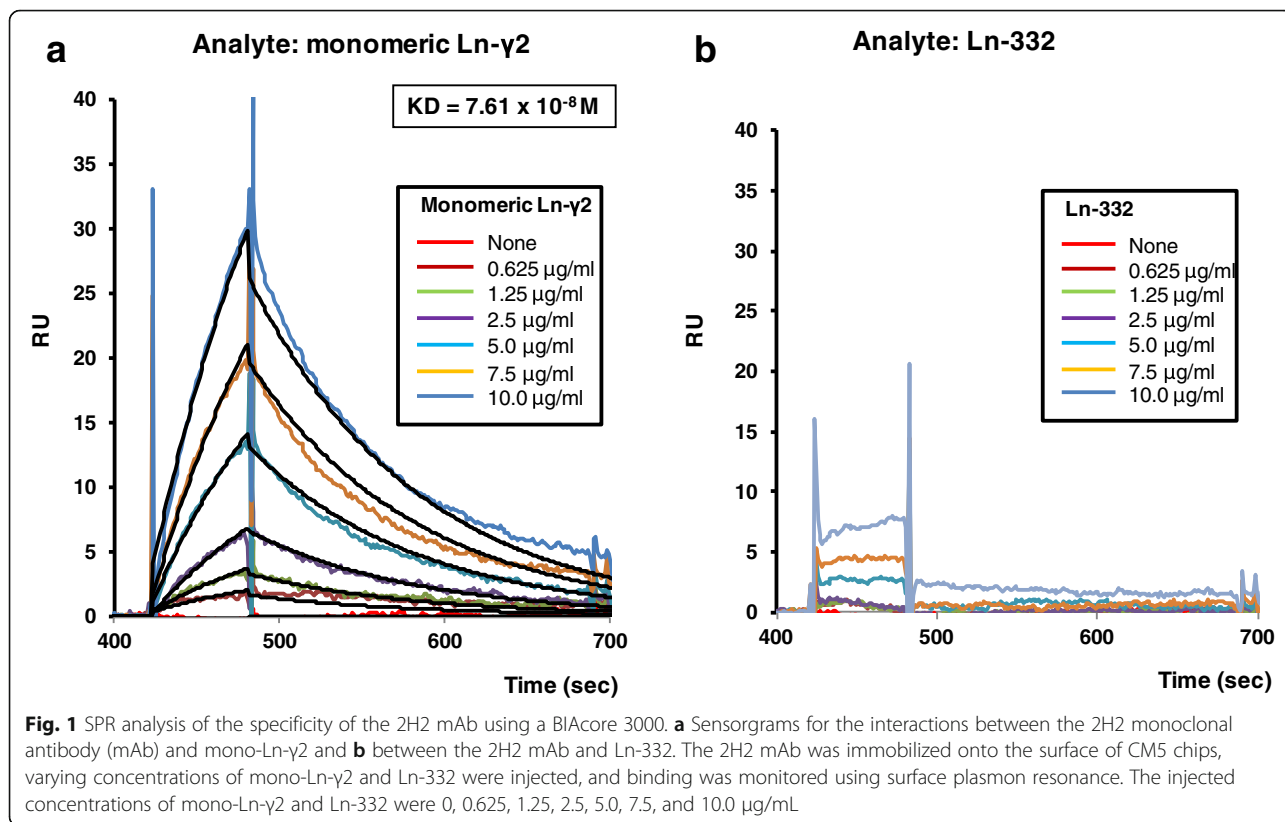 a
Analyte: monomeric Ln-γ2
KD = 7.61 x 10-8 M
40
35
30
25
20
15
10
5
0
RU
Monomeric Ln-γ2
None
0.625 μg/ml
1.25 μg/ml
2.5 μg/ml
5.0 μg/ml
7.5 μg/ml
10.0 μg/ml
400
500
600
700
Time (sec)
b
Analyte: Ln-332
40
35
30
25
20
15
10
5
0
RU
Ln-332
None
0.625 μg/ml
1.25 μg/ml
2.5 μg/ml
5.0 μg/ml
7.5 μg/ml
10.0 μg/ml
400
500
600
700
Time (sec)
Fig. 1 SPR analysis of the specificity of the 2H2 mAb using a BIAcore 3000. a Sensorgrams for the interactions between the 2H2 monoclonal
antibody (mAb) and mono-Ln-γ2 and b between the 2H2 mAb and Ln-332. The 2H2 mAb was immobilized onto the surface of CM5 chips,
varying concentrations of mono-Ln-γ2 and Ln-332 were injected, and binding was monitored using surface plasmon resonance. The injected
concentrations of mono-Ln-γ2 and Ln-332 were 0, 0.625, 1.25, 2.5, 5.0, 7.5, and 10.0 μg/mL